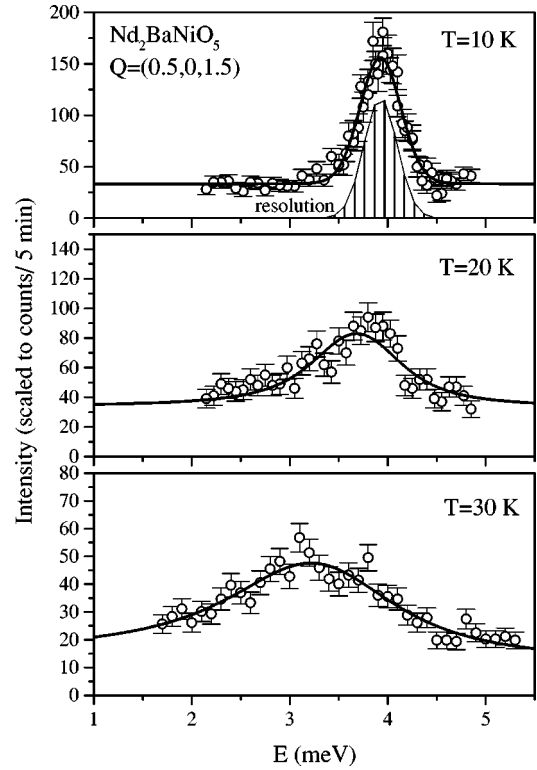 Nd₂BaNiO₅
Q=(0.5,0,1.5)
T=10 K
200
150
100
50
0
resolution
T=20 K
140
120
100
80
60
40
20
0
T=30 K
80
70
60
50
40
30
20
10
0
1 2 3 4 5
Intensity (scaled to counts/ 5 min)
E (meV)